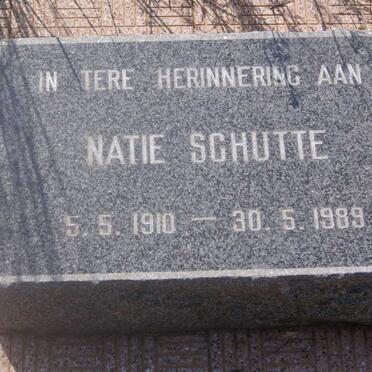 IN TERE HERINNERING AAN
NATIE SCHUTTE
5. 5. 1910 — 30. 5. 1989